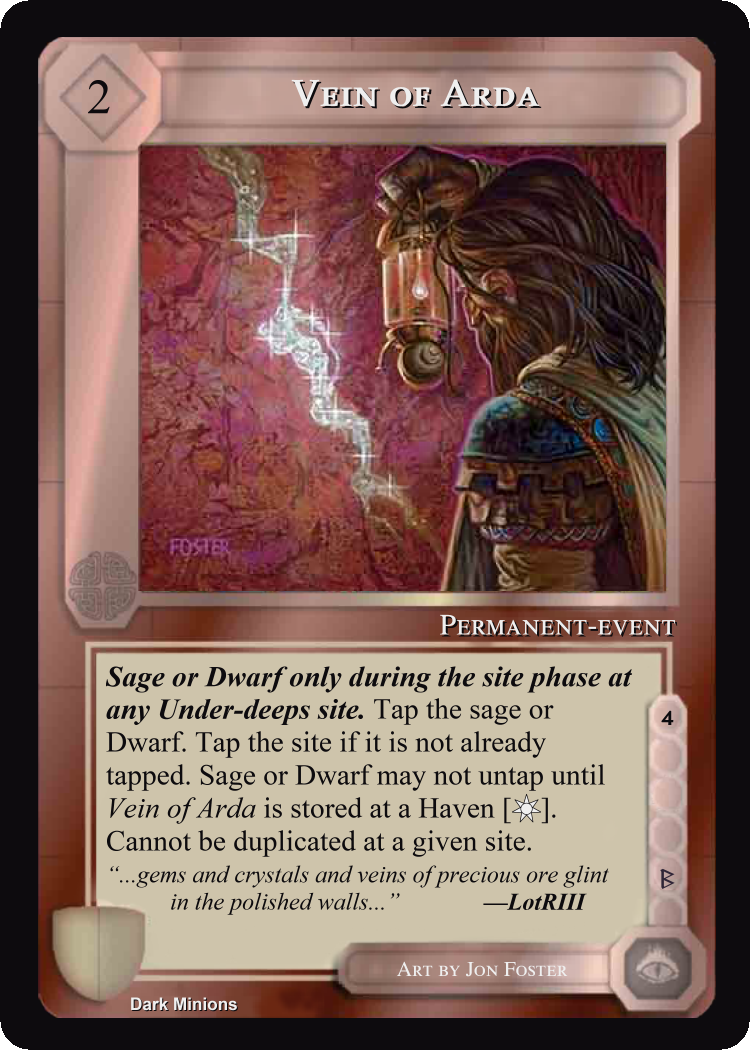 2
VEIN OF ARDA
FOSTER
PERMANENT-EVENT
Sage or Dwarf only during the site phase at
any Under-deeps site. Tap the sage or
Dwarf. Tap the site if it is not already
tapped. Sage or Dwarf may not untap until
Vein of Arda is stored at a Haven [].
Cannot be duplicated at a given site.
“...gems and crystals and veins of precious ore glint
in the polished walls...” —LotRIII
4
ᛒ
ART BY JON FOSTER
Dark Minions